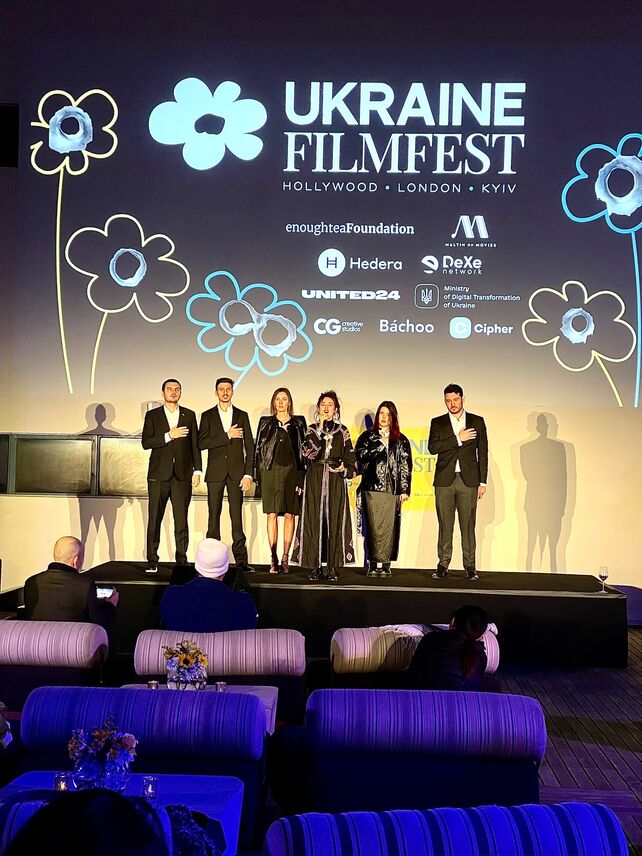 UKRAINE
FILMFEST
HOLLYWOOD • LONDON • KYIV
enoughteaFoundation
M
MALTIN ON MOVIES
H Hedera
DeXe
network
UNITED24
Ministry
of Digital Transformation
of Ukraine
CG creative
studios
Báchoo
Cipher